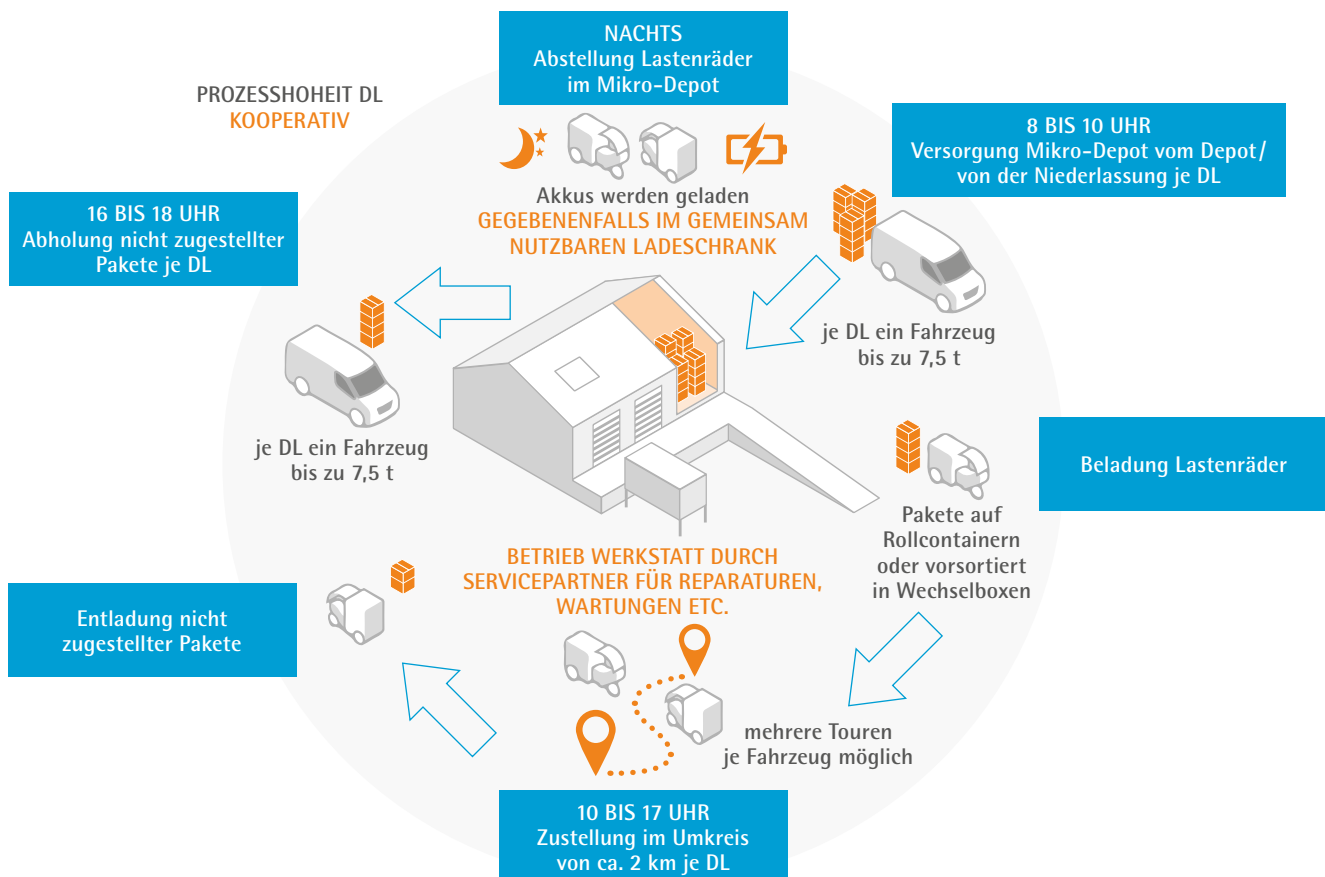 NACHTS
Abstellung Lastenräder
im Mikro-Depot
PROZESSHOHEIT DL
KOOPERATIV
8 BIS 10 UHR
Versorgung Mikro-Depot vom Depot/
von der Niederlassung je DL
Akkus werden geladen
GEGEBENENFALLS IM GEMEINSAM
NUTZBAREN LADESCHRANK
16 BIS 18 UHR
Abholung nicht zugestellter
Pakete je DL
je DL ein Fahrzeug
bis zu 7,5 t
je DL ein Fahrzeug
bis zu 7,5 t
Beladung Lastenräder
Pakete auf
Rollcontainern
oder vorsortiert
in Wechselboxen
BETRIEB WERKSTATT DURCH
SERVICEPARTNER FÜR REPARATUREN,
WARTUNGEN ETC.
Entladung nicht
zugestellter Pakete
mehrere Touren
je Fahrzeug möglich
10 BIS 17 UHR
Zustellung im Umkreis
von ca. 2 km je DL